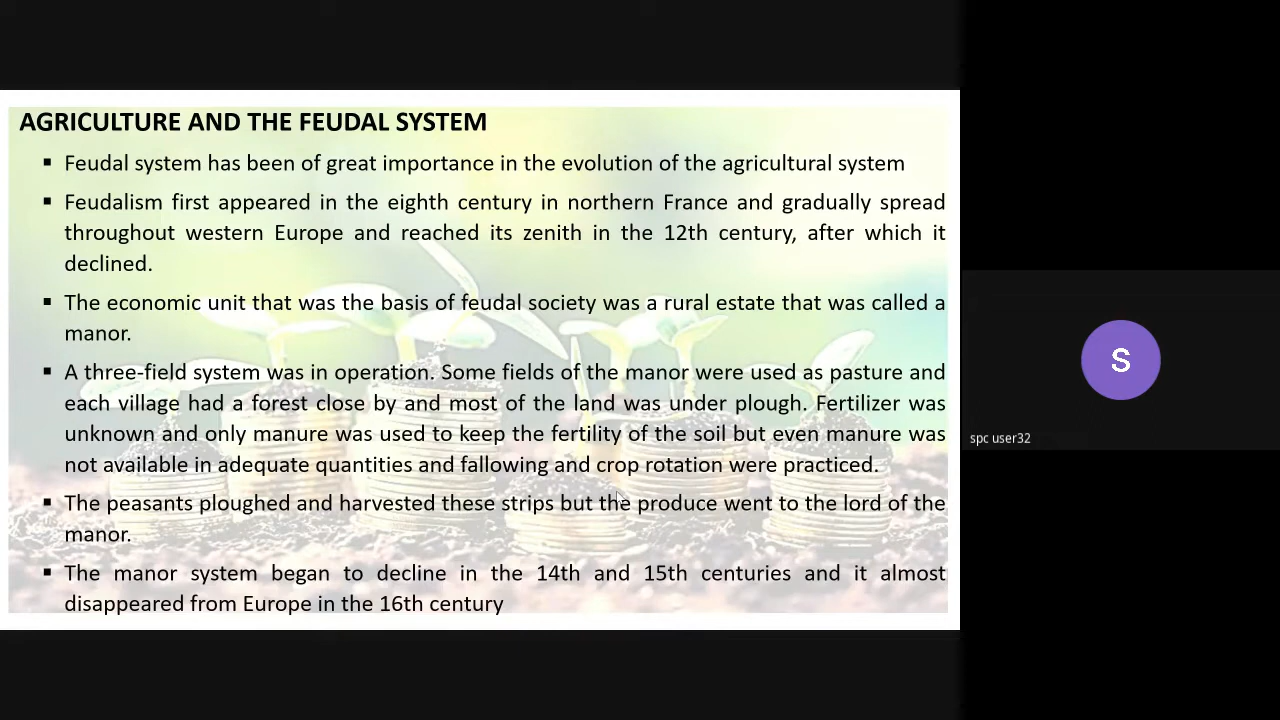 AGRICULTURE AND THE FEUDAL SYSTEM
▪ Feudal system has been of great importance in the evolution of the agricultural system
▪ Feudalism first appeared in the eighth century in northern France and gradually spread
throughout western Europe and reached its zenith in the 12th century, after which it
declined.
▪ The economic unit that was the basis of feudal society was a rural estate that was called a
manor.
▪ A three-field system was in operation. Some fields of the manor were used as pasture and
each village had a forest close by and most of the land was under plough. Fertilizer was
unknown and only manure was used to keep the fertility of the soil but even manure was
not available in adequate quantities and fallowing and crop rotation were practiced.
▪ The peasants ploughed and harvested these strips but the produce went to the lord of the
manor.
▪ The manor system began to decline in the 14th and 15th centuries and it almost
disappeared from Europe in the 16th century
S
spc user32